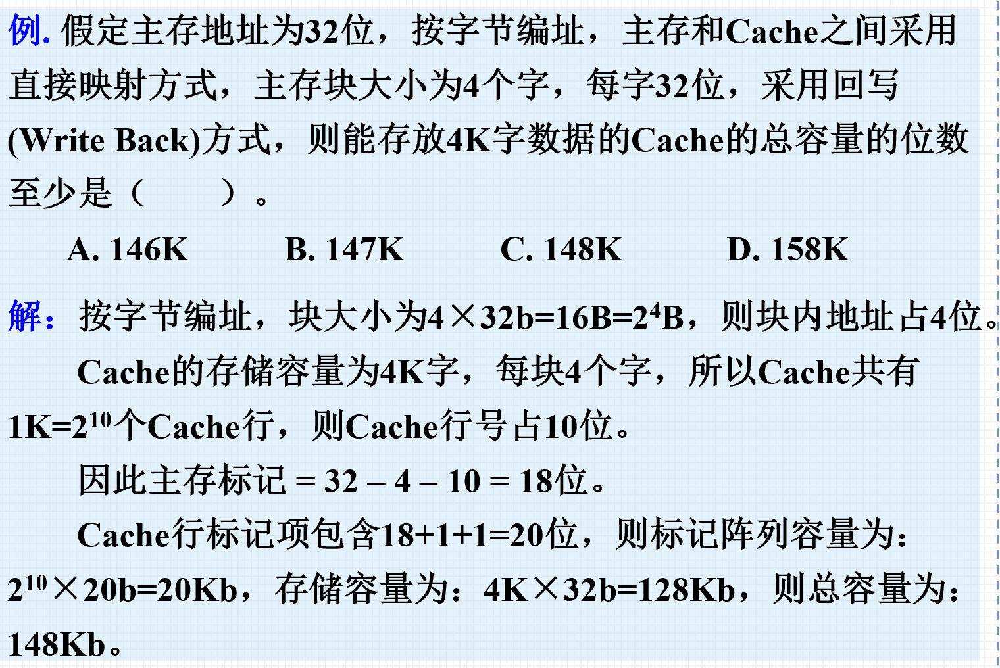 例. 假定主存地址为32位，按字节编址，主存和Cache之间采用
直接映射方式，主存块大小为4个字，每字32位，采用回写
(Write Back)方式，则能存放4K字数据的Cache的总容量的位数
至少是（　　）。
A. 146K B. 147K C. 148K D. 158K
解：按字节编址，块大小为4×32b=16B=2⁴B，则块内地址占4位。
Cache的存储容量为4K字，每块4个字，所以Cache共有
1K=2¹⁰个Cache行，则Cache行号占10位。
因此主存标记 = 32 – 4 – 10 = 18位。
Cache行标记项包含18+1+1=20位，则标记阵列容量为：
2¹⁰×20b=20Kb，存储容量为：4K×32b=128Kb，则总容量为：
148Kb。